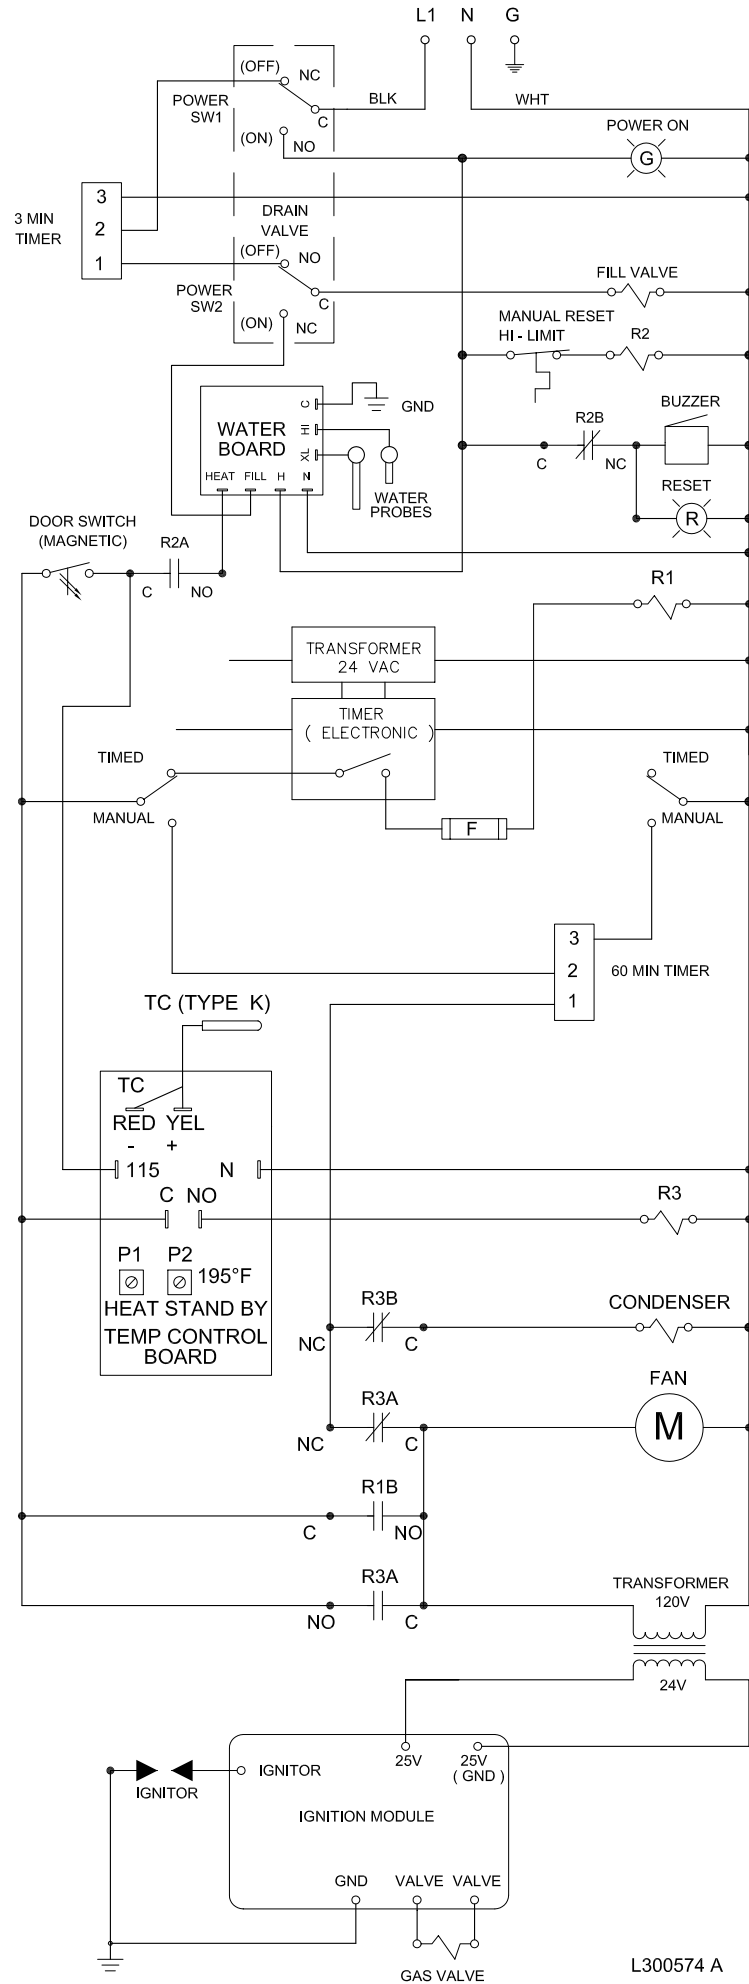 L1 N G
(OFF) NC
POWER
SW1
C
BLK
WHT
(ON) NO
POWER ON
G
3 MIN
TIMER
3
2
1
DRAIN
VALVE
(OFF) NO
POWER
SW2
C
(ON) NC
FILL VALVE
MANUAL RESET
HI - LIMIT
R2
WATER
BOARD
C
HI
XL
HEAT FILL H N
GND
WATER
PROBES
R2B
C NC
BUZZER
RESET
R
DOOR SWITCH
(MAGNETIC)
R2A
C NO
R1
TRANSFORMER
24 VAC
TIMER
( ELECTRONIC )
TIMED
MANUAL
F
TIMED
MANUAL
3
2
1
60 MIN TIMER
TC (TYPE K)
TC
RED YEL
- +
115 N
C NO
R3
P1 P2
195°F
HEAT STAND BY
TEMP CONTROL
BOARD
R3B
NC C
CONDENSER
R3A
NC C
FAN
M
R1B
C NO
R3A
NO C
TRANSFORMER
120V
24V
IGNITOR
IGNITOR
25V
25V
( GND )
IGNITION MODULE
GND VALVE VALVE
GAS VALVE
L300574 A